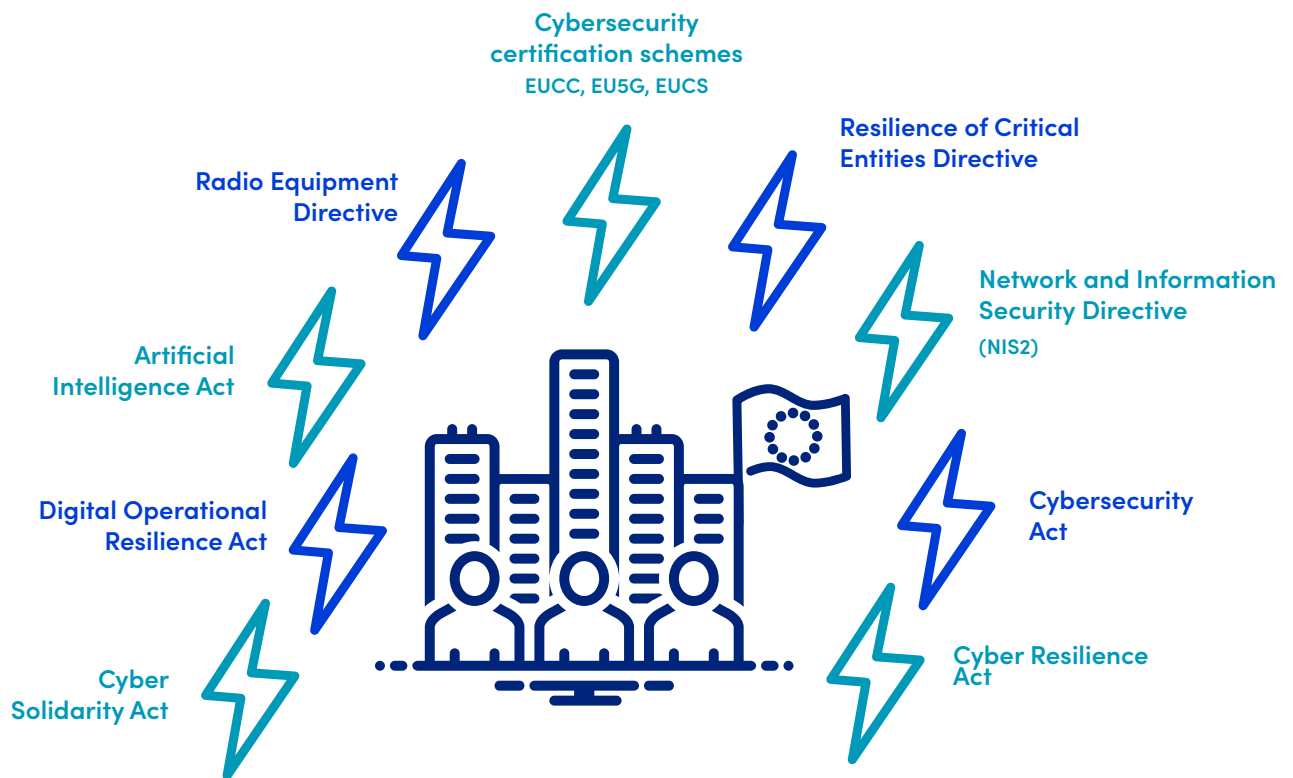 Cybersecurity
certification schemes
EUCC, EU5G, EUCS
Resilience of Critical
Entities Directive
Radio Equipment
Directive
Network and Information
Security Directive
(NIS2)
Artificial
Intelligence Act
Digital Operational
Resilience Act
Cybersecurity
Act
Cyber
Solidarity Act
Cyber Resilience
Act